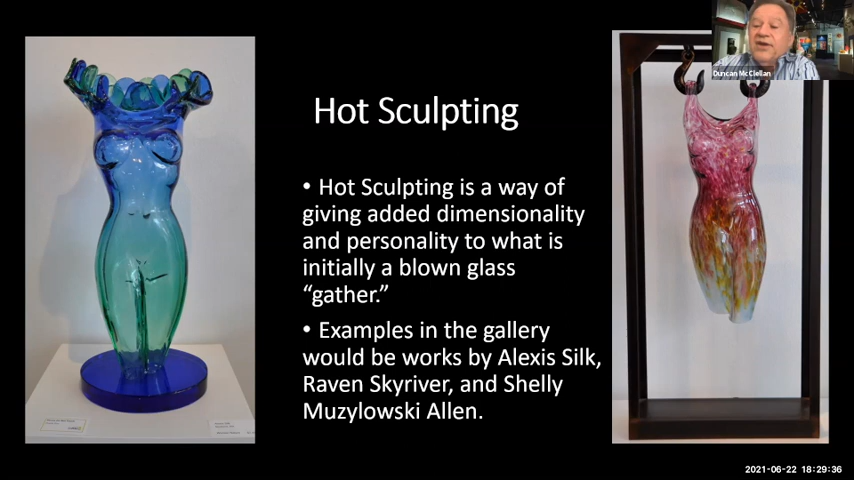 Duncan McClellan
Hot Sculpting
• Hot Sculpting is a way of
giving added dimensionality
and personality to what is
initially a blown glass
“gather.”
• Examples in the gallery
would be works by Alexis Silk,
Raven Skyriver, and Shelly
Muzylowski Allen.
2021-06-22 18:29:36